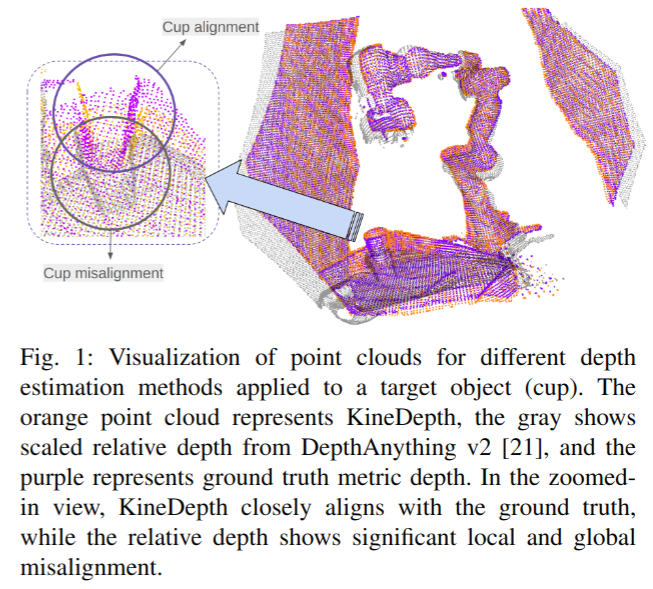 Cup alignment
Cup misalignment
Fig. 1: Visualization of point clouds for different depth
estimation methods applied to a target object (cup). The
orange point cloud represents KineDepth, the gray shows
scaled relative depth from DepthAnything v2 [21], and the
purple represents ground truth metric depth. In the zoomed-
in view, KineDepth closely aligns with the ground truth,
while the relative depth shows significant local and global
misalignment.